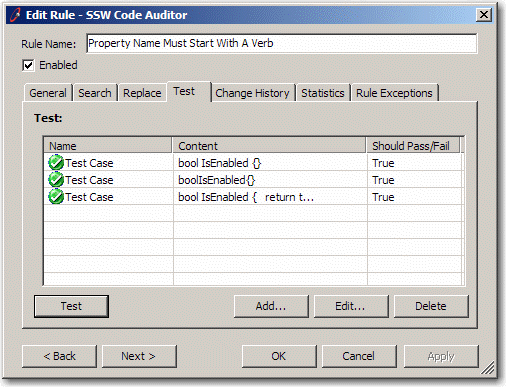 Edit Rule - SSW Code Auditor
Rule Name: Property Name Must Start With A Verb
Enabled
General Search Replace Test Change History Statistics Rule Exceptions
Test:
Name Content Should Pass/Fail
Test Case bool IsEnabled {} True
Test Case boolIsEnabled{} True
Test Case bool IsEnabled { return t... True
Test Add... Edit... Delete
< Back Next > OK Cancel Apply